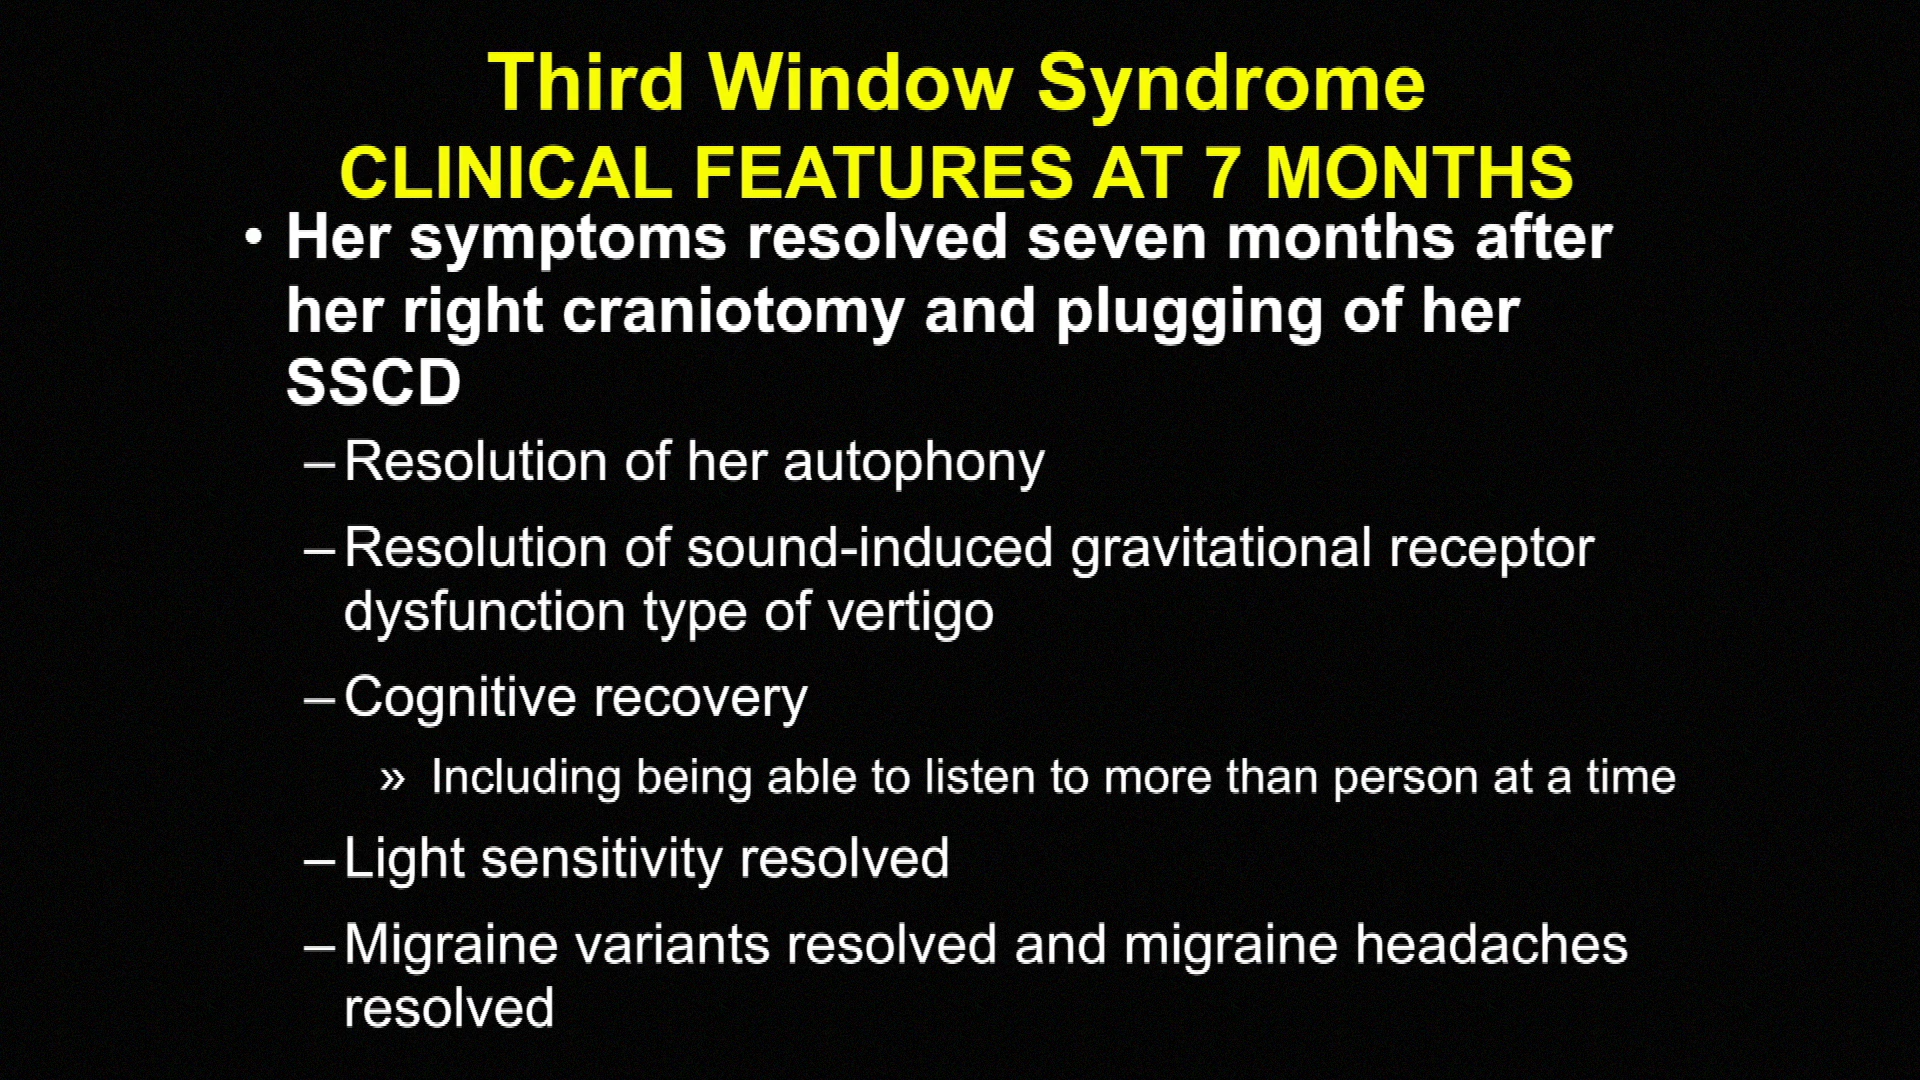 Third Window Syndrome
CLINICAL FEATURES AT 7 MONTHS
• Her symptoms resolved seven months after
her right craniotomy and plugging of her
SSCD
– Resolution of her autophony
– Resolution of sound-induced gravitational receptor
dysfunction type of vertigo
– Cognitive recovery
» Including being able to listen to more than person at a time
– Light sensitivity resolved
– Migraine variants resolved and migraine headaches
resolved